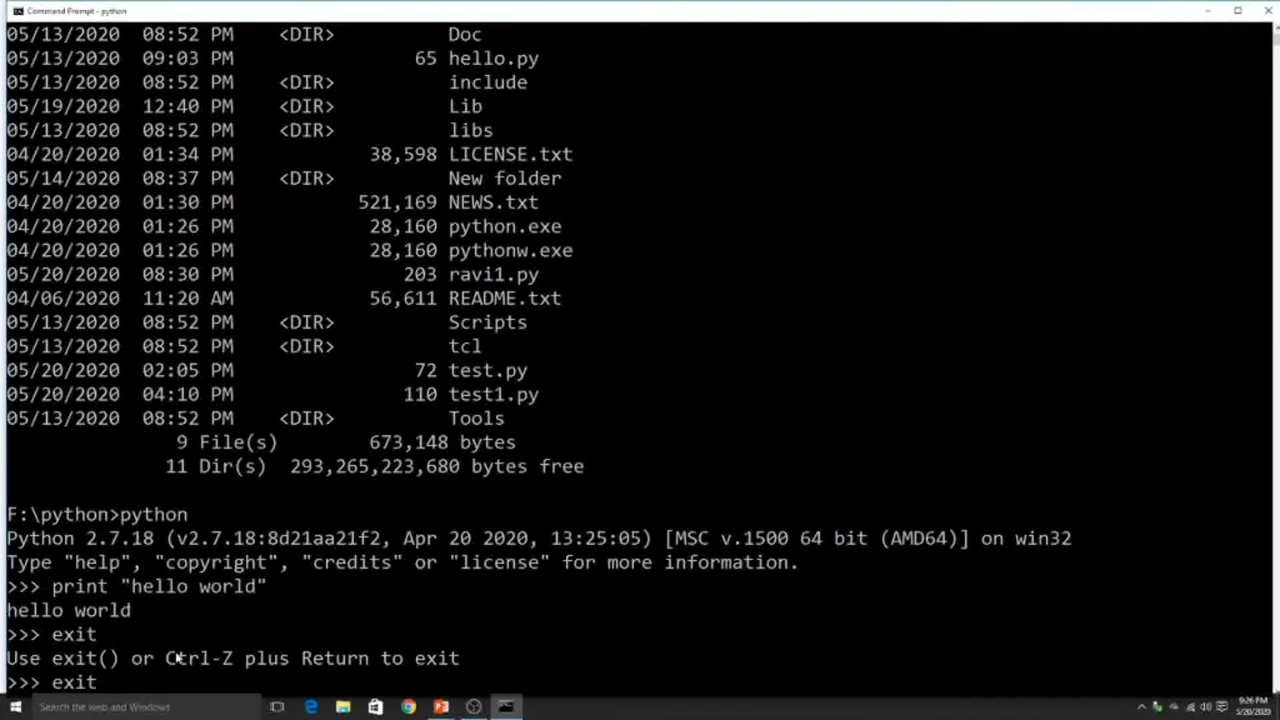 Command Prompt - python
05/13/2020  08:52 PM    <DIR>          Doc
05/13/2020  09:03 PM                65 hello.py
05/13/2020  08:52 PM    <DIR>          include
05/19/2020  12:40 PM    <DIR>          Lib
05/13/2020  08:52 PM    <DIR>          libs
04/20/2020  01:34 PM            38,598 LICENSE.txt
05/14/2020  08:37 PM    <DIR>          New folder
04/20/2020  01:30 PM           521,169 NEWS.txt
04/20/2020  01:26 PM            28,160 python.exe
04/20/2020  01:26 PM            28,160 pythonw.exe
05/20/2020  08:30 PM               203 ravi1.py
04/06/2020  11:20 AM            56,611 README.txt
05/13/2020  08:52 PM    <DIR>          Scripts
05/13/2020  08:52 PM    <DIR>          tcl
05/20/2020  02:05 PM                72 test.py
05/20/2020  04:10 PM               110 test1.py
05/13/2020  08:52 PM    <DIR>          Tools
               9 File(s)        673,148 bytes
              11 Dir(s)  293,265,223,680 bytes free
F:\python>python
Python 2.7.18 (v2.7.18:8d21aa21f2, Apr 20 2020, 13:25:05) [MSC v.1500 64 bit (AMD64)] on win32
Type "help", "copyright", "credits" or "license" for more information.
>>> print "hello world"
hello world
>>> exit
Use exit() or Ctrl-Z plus Return to exit
>>> exit
Search the web and Windows
9:26 PM
5/20/2020